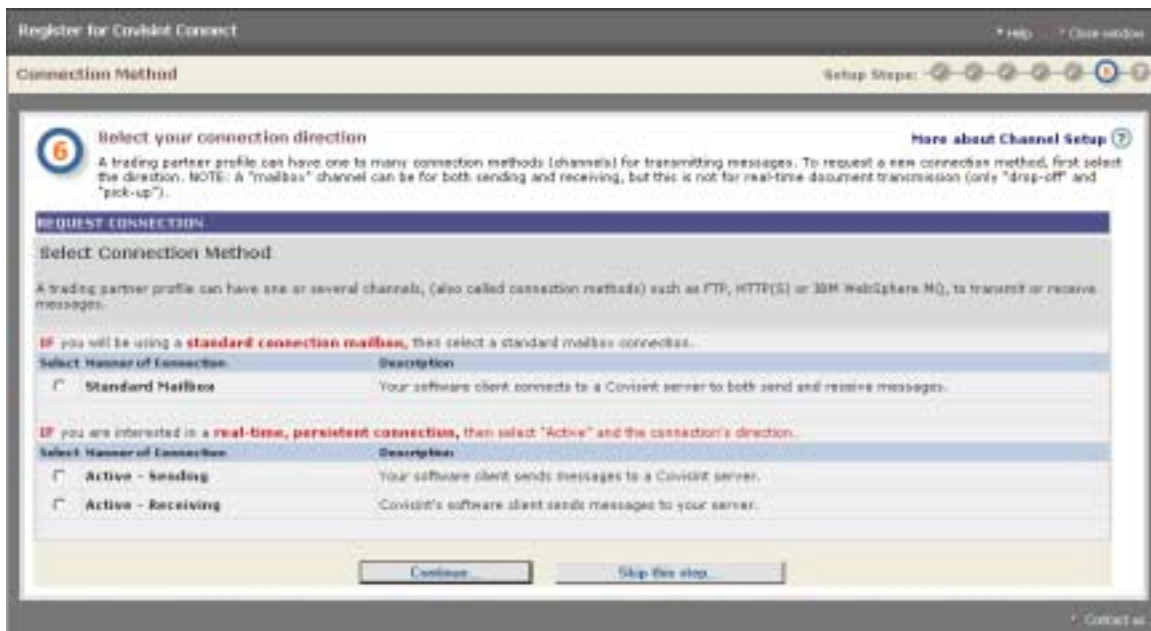 Register for Covisint Connect
Help
Close window
Connection Method
Setup Steps:
6
7
6
Select your connection direction
More about Channel Setup ?
A trading partner profile can have one to many connection methods (channels) for transmitting messages. To request a new connection method, first select
the direction. NOTE: A "mailbox" channel can be for both sending and receiving, but this is not for real-time document transmission (only "drop-off" and
"pick-up").
REQUEST CONNECTION
Select Connection Method
A trading partner profile can have one or several channels, (also called connection methods) such as FTP, HTTP(S) or IBM WebSphere MQ, to transmit or receive
messages.
IF you will be using a standard connection mailbox, then select a standard mailbox connection.
Select Manner of Connection Description
Standard Mailbox Your software client connects to a Covisint server to both send and receive messages.
IF you are interested in a real-time, persistent connection, then select "Active" and the connection's direction.
Select Manner of Connection Description
Active - Sending Your software client sends messages to a Covisint server.
Active - Receiving Covisint's software client sends messages to your server.
Continue...
Skip this step...
Contact us